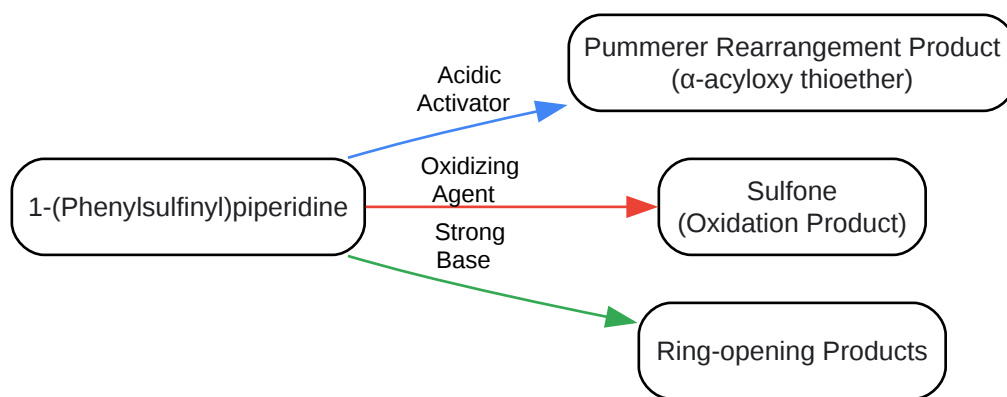 Pummerer Rearrangement Product
(α-acyloxy thioether)
Acidic
Activator
1-(Phenylsulfinyl)piperidine
Oxidizing
Agent
Sulfone
(Oxidation Product)
Strong
Base
Ring-opening Products